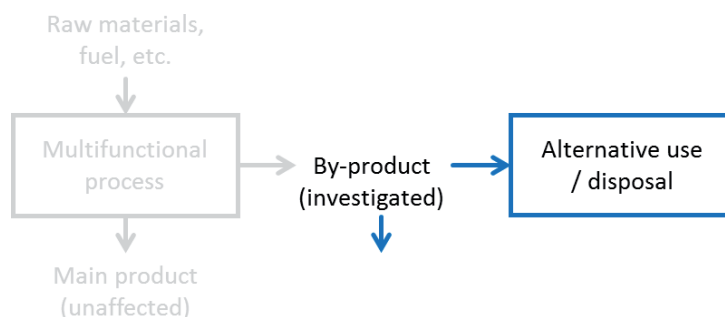 Raw materials,
fuel, etc.
Multifunctional
process
By-product
(investigated)
Alternative use
/ disposal
Main product
(unaffected)